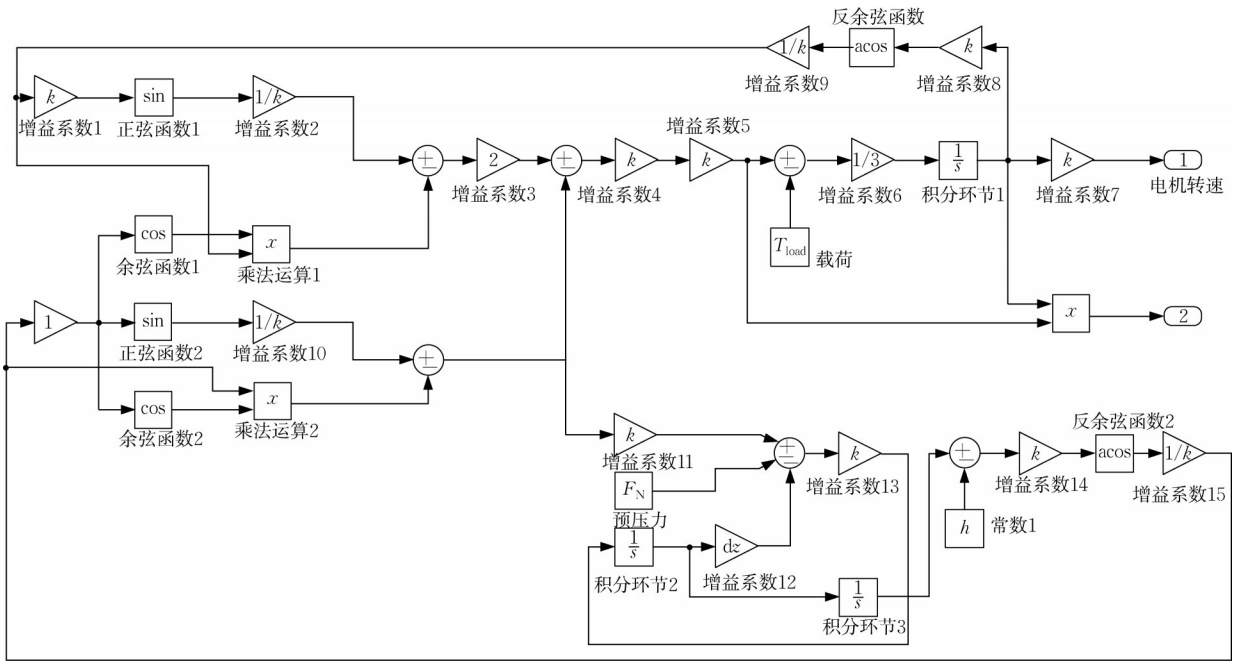 反余弦函数
1/k
acos
k
增益系数9
增益系数8
k
sin
1/k
增益系数1
正弦函数1
增益系数2
增益系数5
±
2
±
k
k
±
1/3
1/s
k
1
增益系数3
增益系数4
增益系数6
积分环节1
增益系数7
电机转速
cos
x
Tload
载荷
余弦函数1
乘法运算1
1
sin
1/k
x
2
正弦函数2
增益系数10
±
cos
x
余弦函数2
乘法运算2
反余弦函数2
k
±
k
±
k
acos
1/k
增益系数11
增益系数13
增益系数14
增益系数15
FN
预压力
h
常数1
1/s
dz
积分环节2
增益系数12
1/s
积分环节3